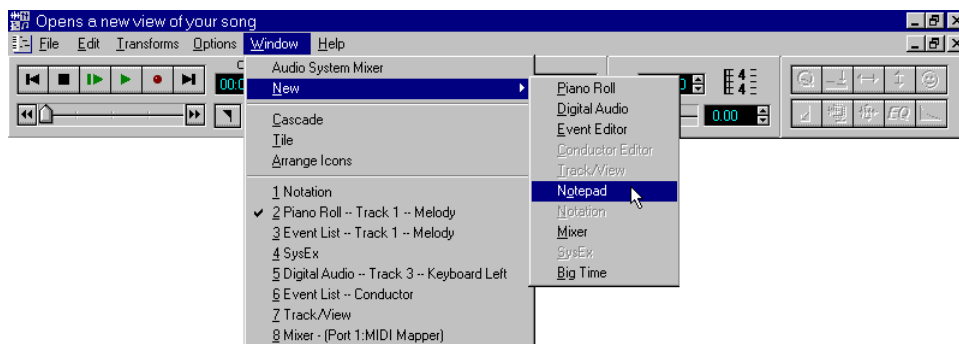 Opens a new view of your song
File Edit Transforms Options Window Help
Audio System Mixer
New
Cascade
Tile
Arrange Icons
1 Notation
2 Piano Roll -- Track 1 -- Melody
3 Event List -- Track 1 -- Melody
4 SysEx
5 Digital Audio -- Track 3 -- Keyboard Left
6 Event List -- Conductor
7 Track/View
8 Mixer - (Port 1:MIDI Mapper)
Piano Roll
Digital Audio
Event Editor
Conductor Editor
Track/View
Notepad
Notation
Mixer
SysEx
Big Time
4
4
0.00
EQ